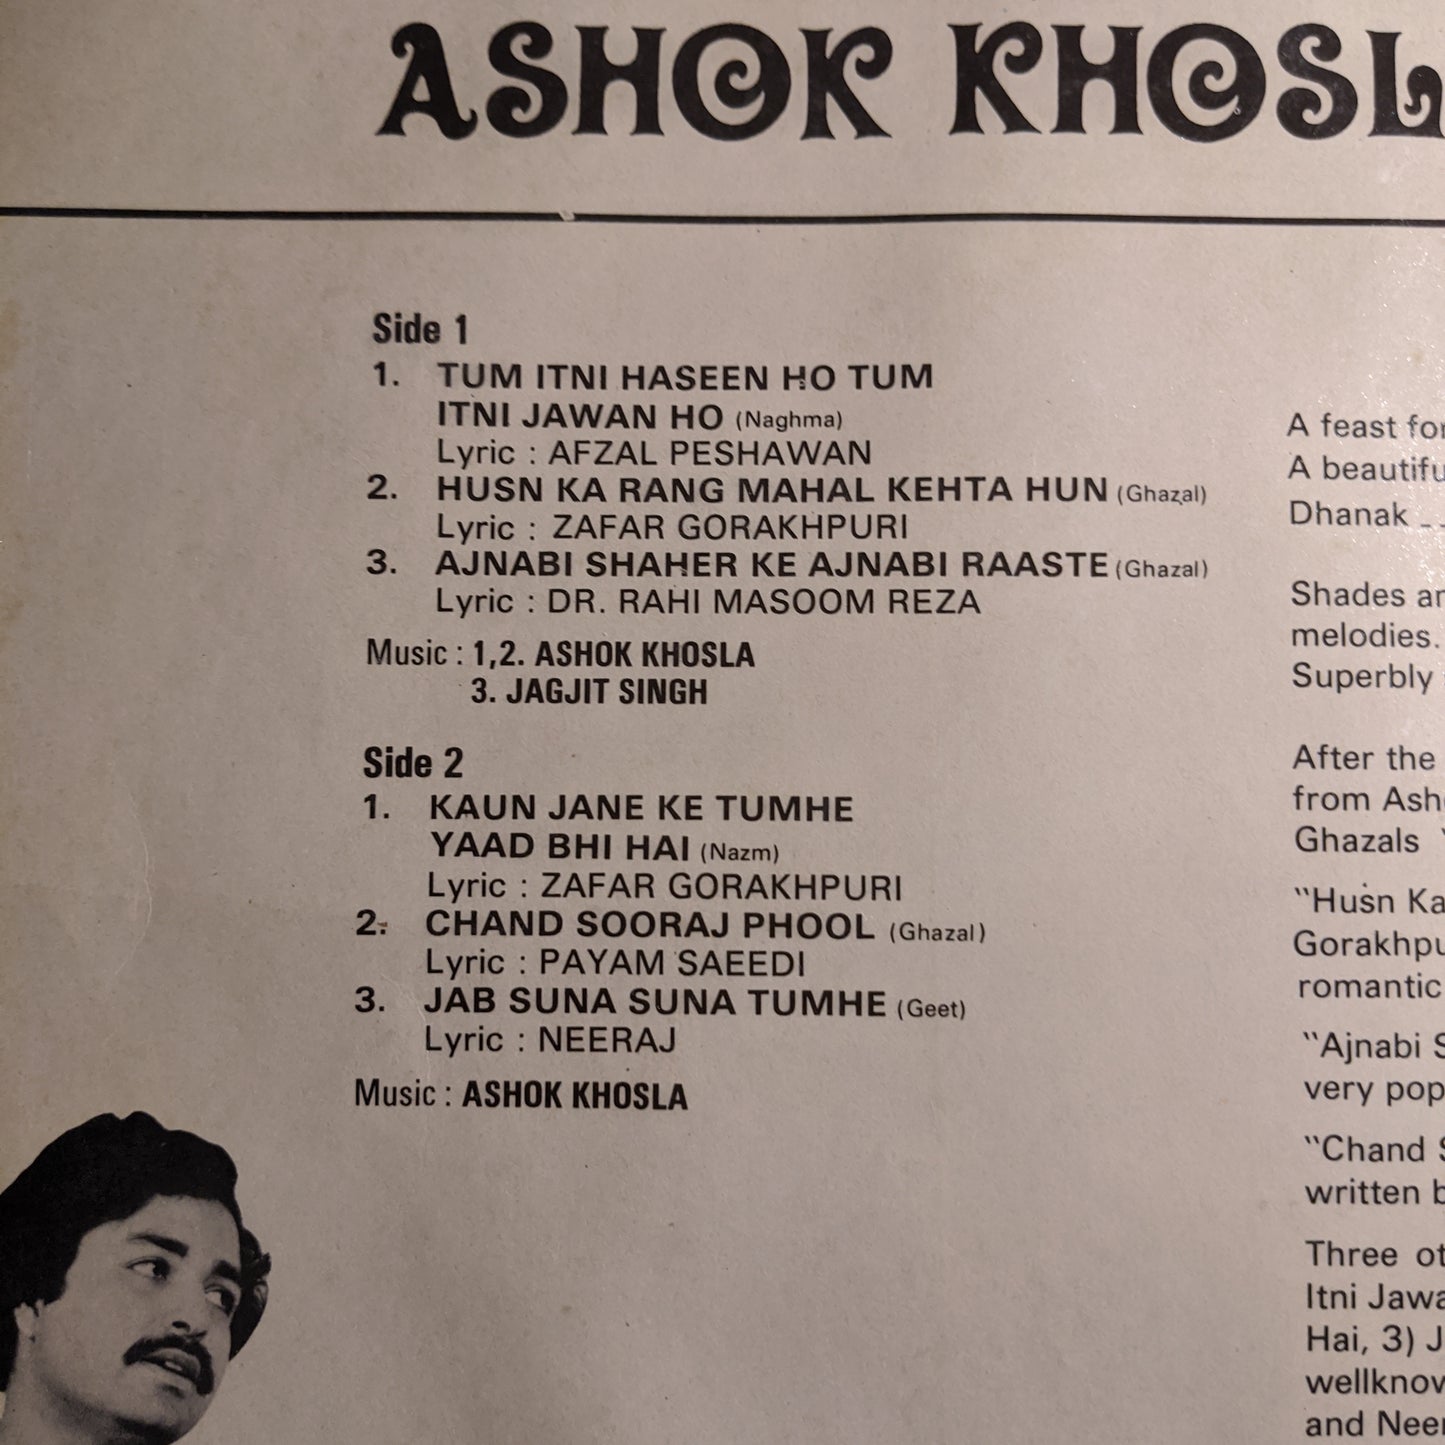 ASHOK KHOSL
Side 1
1. TUM ITNI HASEEN HO TUM
ITNI JAWAN HO (Naghma)
Lyric : AFZAL PESHAWAN
2. HUSN KA RANG MAHAL KEHTA HUN (Ghazal)
Lyric : ZAFAR GORAKHPURI
3. AJNABI SHAHER KE AJNABI RAASTE (Ghazal)
Lyric : DR. RAHI MASOOM REZA
Music : 1,2. ASHOK KHOSLA
3. JAGJIT SINGH
Side 2
1. KAUN JANE KE TUMHE
YAAD BHI HAI (Nazm)
Lyric : ZAFAR GORAKHPURI
2. CHAND SOORAJ PHOOL (Ghazal)
Lyric : PAYAM SAEEDI
3. JAB SUNA SUNA TUMHE (Geet)
Lyric : NEERAJ
Music : ASHOK KHOSLA
A feast for
A beautifu
Dhanak _ _
Shades an
melodies.
Superbly
After the
from Ash
Ghazals
"Husn Ka
Gorakhpu
romantic
"Ajnabi S
very pop
"Chand S
written b
Three ot
Itni Jawa
Hai, 3) J
wellknow
and Neer